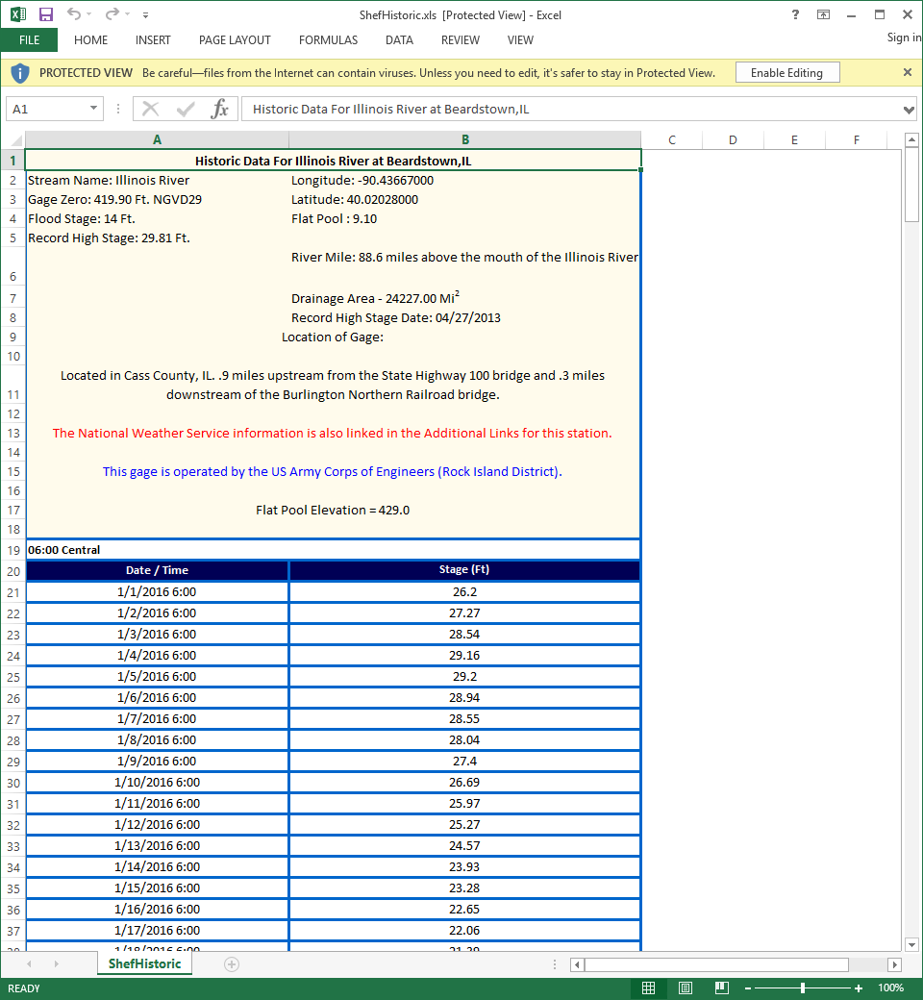 ShefHistoric.xls [Protected View] - Excel
?
FILE HOME INSERT PAGE LAYOUT FORMULAS DATA REVIEW VIEW Sign in
PROTECTED VIEW Be careful—files from the Internet can contain viruses. Unless you need to edit, it's safer to stay in Protected View. Enable Editing
A1 fx Historic Data For Illinois River at Beardstown,IL
A B C D E F
1 Historic Data For Illinois River at Beardstown,IL
2 Stream Name: Illinois River Longitude: -90.43667000
3 Gage Zero: 419.90 Ft. NGVD29 Latitude: 40.02028000
4 Flood Stage: 14 Ft. Flat Pool : 9.10
5 Record High Stage: 29.81 Ft.
River Mile: 88.6 miles above the mouth of the Illinois River
6
7 Drainage Area - 24227.00 Mi²
8 Record High Stage Date: 04/27/2013
9 Location of Gage:
10
Located in Cass County, IL. .9 miles upstream from the State Highway 100 bridge and .3 miles
11 downstream of the Burlington Northern Railroad bridge.
12
13 The National Weather Service information is also linked in the Additional Links for this station.
14
15 This gage is operated by the US Army Corps of Engineers (Rock Island District).
16
17 Flat Pool Elevation = 429.0
18
19 06:00 Central
20 Date / Time Stage (Ft)
21 1/1/2016 6:00 26.2
22 1/2/2016 6:00 27.27
23 1/3/2016 6:00 28.54
24 1/4/2016 6:00 29.16
25 1/5/2016 6:00 29.2
26 1/6/2016 6:00 28.94
27 1/7/2016 6:00 28.55
28 1/8/2016 6:00 28.04
29 1/9/2016 6:00 27.4
30 1/10/2016 6:00 26.69
31 1/11/2016 6:00 25.97
32 1/12/2016 6:00 25.27
33 1/13/2016 6:00 24.57
34 1/14/2016 6:00 23.93
35 1/15/2016 6:00 23.28
36 1/16/2016 6:00 22.65
37 1/17/2016 6:00 22.06
ShefHistoric
READY 100%